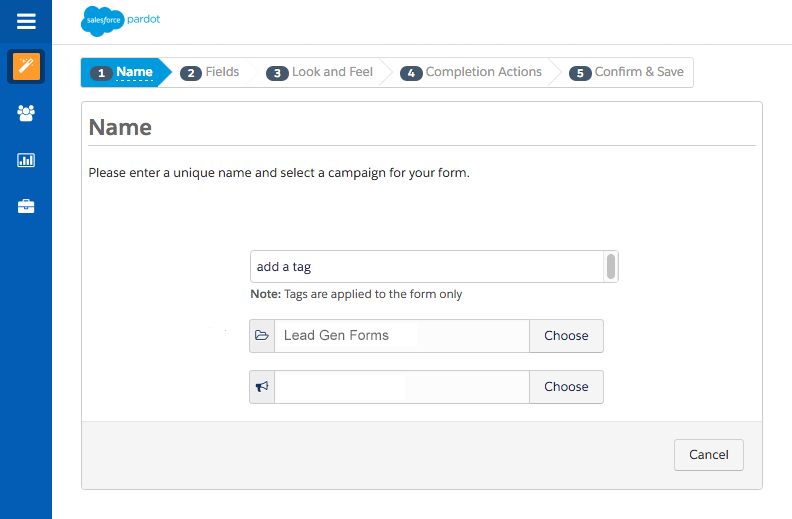 salesforce pardot
1 Name 2 Fields 3 Look and Feel 4 Completion Actions 5 Confirm & Save
Name
Please enter a unique name and select a campaign for your form.
add a tag
Note: Tags are applied to the form only
Lead Gen Forms Choose
Choose
Cancel